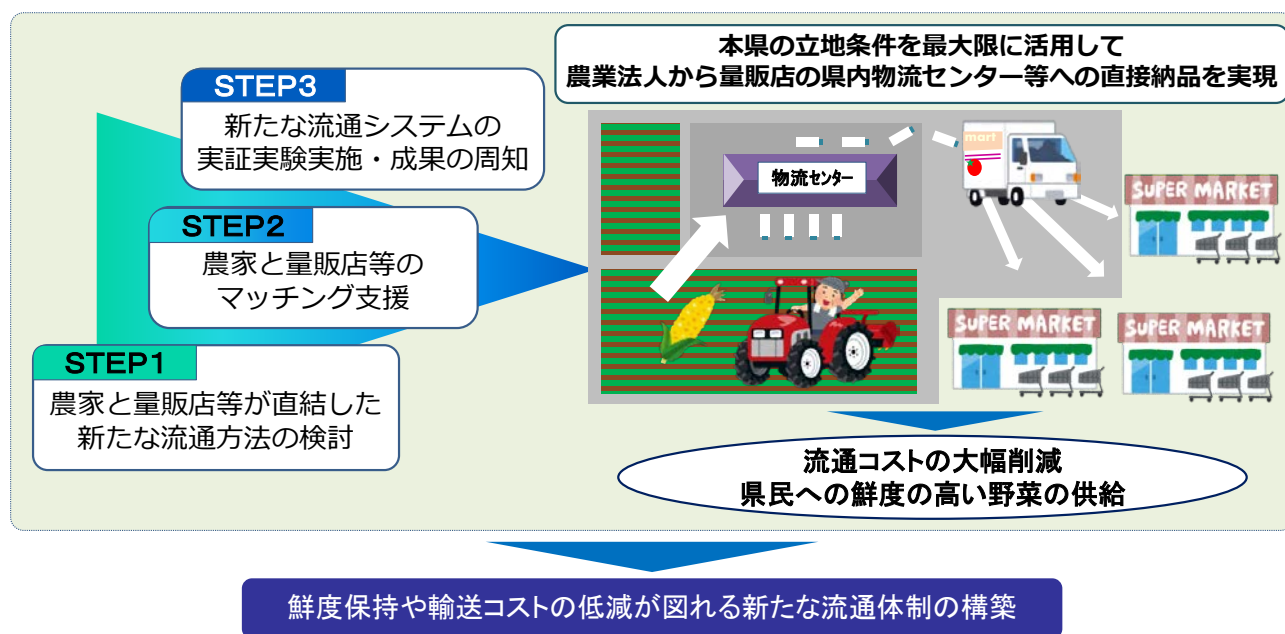 STEP3
新たな流通システムの
実証実験実施・成果の周知
STEP2
農家と量販店等の
マッチング支援
STEP1
農家と量販店等が直結した
新たな流通方法の検討
本県の立地条件を最大限に活用して
農業法人から量販店の県内物流センター等への直接納品を実現
物流センター
mart
SUPER MARKET
SUPER MARKET
SUPER MARKET
流通コストの大幅削減
県民への鮮度の高い野菜の供給
鮮度保持や輸送コストの低減が図れる新たな流通体制の構築